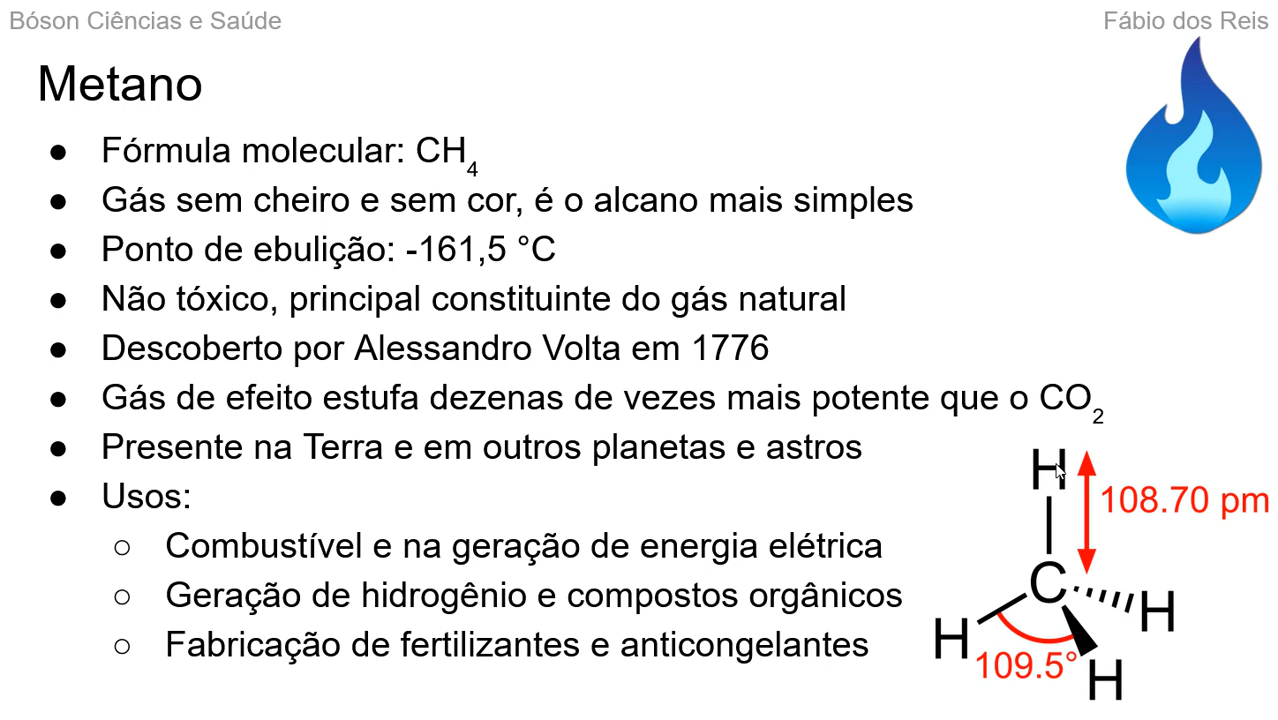 Bóson Ciências e Saúde
Fábio dos Reis
Metano
● Fórmula molecular: CH₄
● Gás sem cheiro e sem cor, é o alcano mais simples
● Ponto de ebulição: -161,5 °C
● Não tóxico, principal constituinte do gás natural
● Descoberto por Alessandro Volta em 1776
● Gás de efeito estufa dezenas de vezes mais potente que o CO₂
● Presente na Terra e em outros planetas e astros
● Usos:
○ Combustível e na geração de energia elétrica
○ Geração de hidrogênio e compostos orgânicos
○ Fabricação de fertilizantes e anticongelantes
H
108.70 pm
C
H
H
109.5°
H